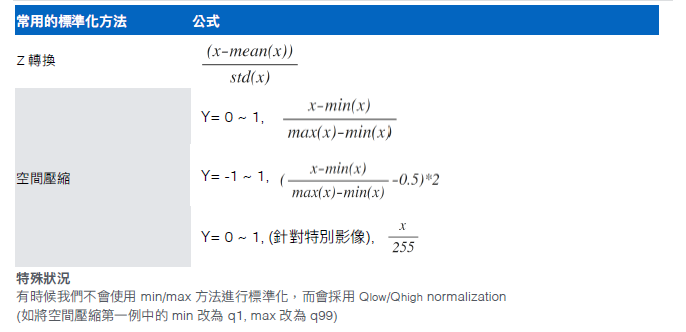 常用的標準化方法 公式
Z 轉換 (x-mean(x)) / std(x)
Y= 0 ~ 1, x-min(x) / max(x)-min(x)
空間壓縮 Y= -1 ~ 1, (x-min(x) / max(x)-min(x) -0.5)*2
Y= 0 ~ 1, (針對特別影像), x / 255
特殊狀況
有時候我們不會使用 min/max 方法進行標準化，而會採用 Qlow/Qhigh normalization
(如將空間壓縮第一例中的 min 改為 q1, max 改為 q99)